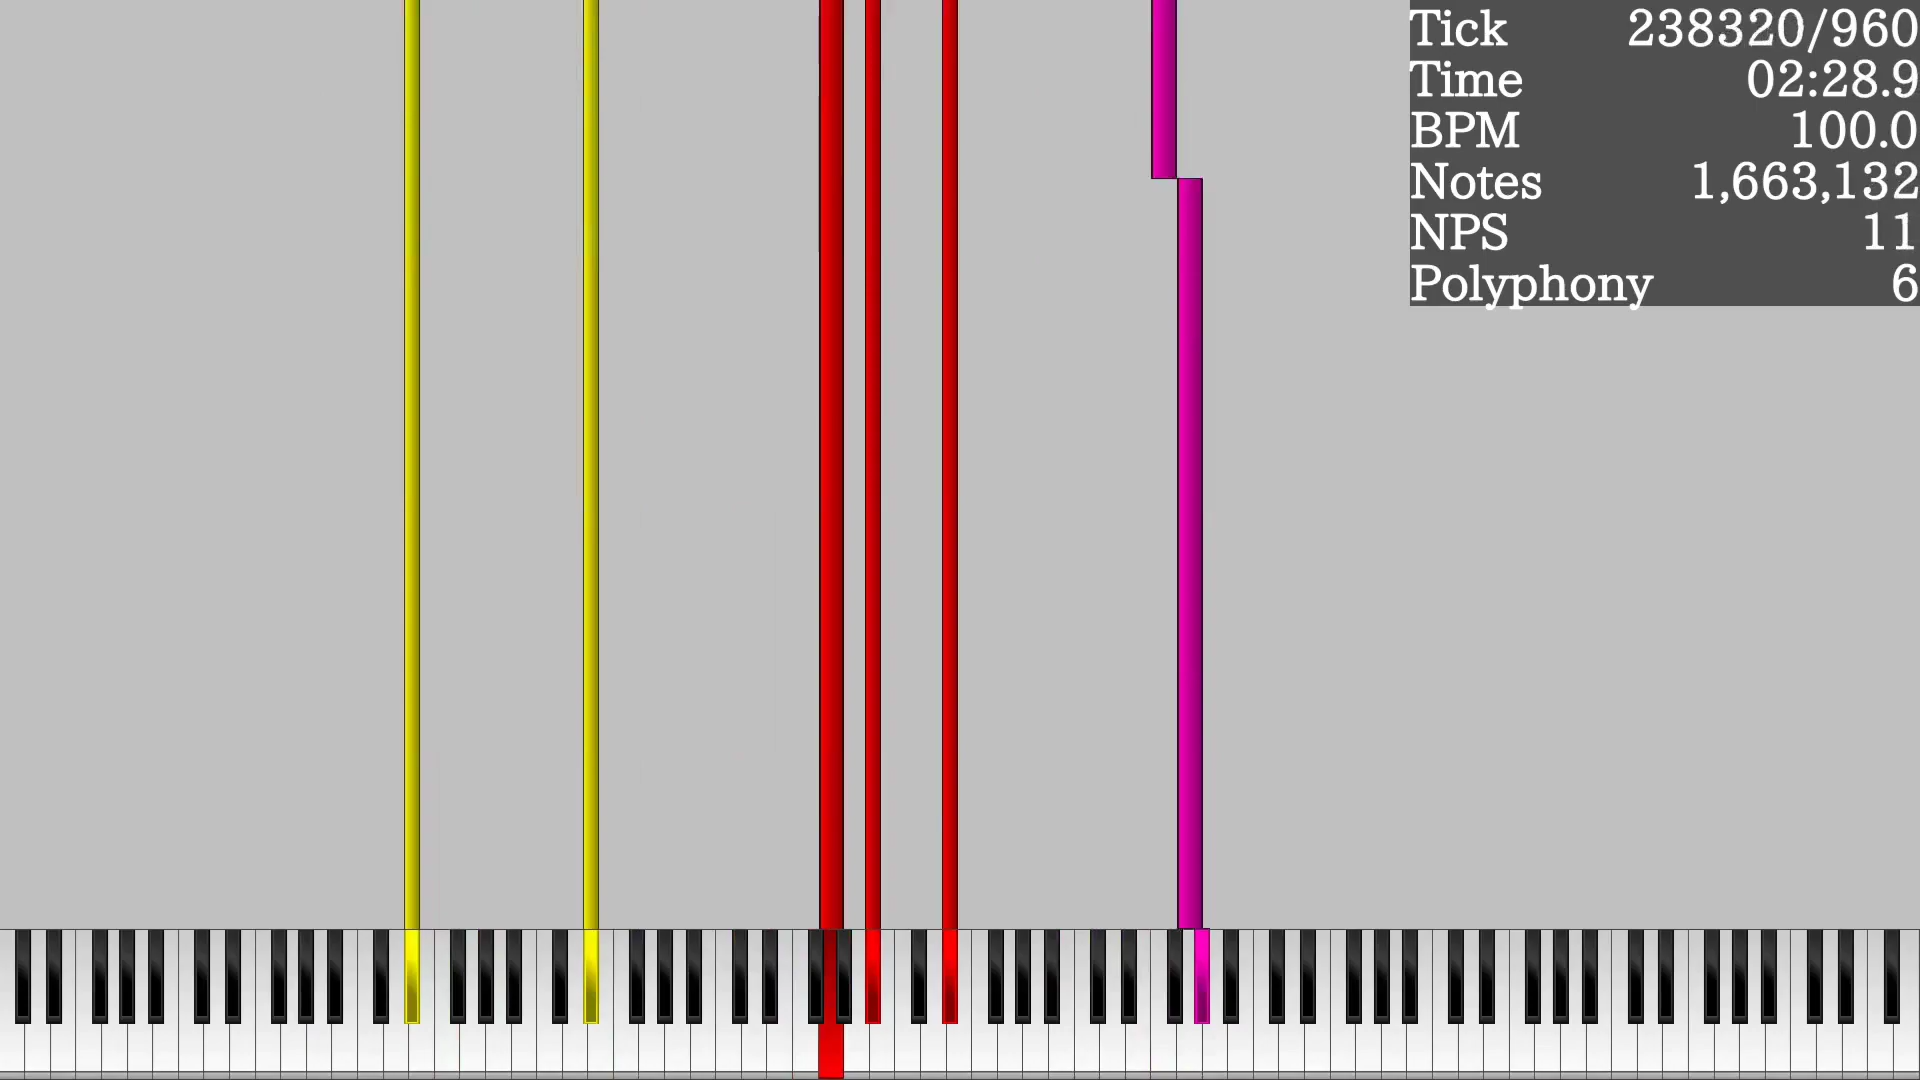 Tick 238320/960
Time 02:28.9
BPM 100.0
Notes 1,663,132
NPS 11
Polyphony 6